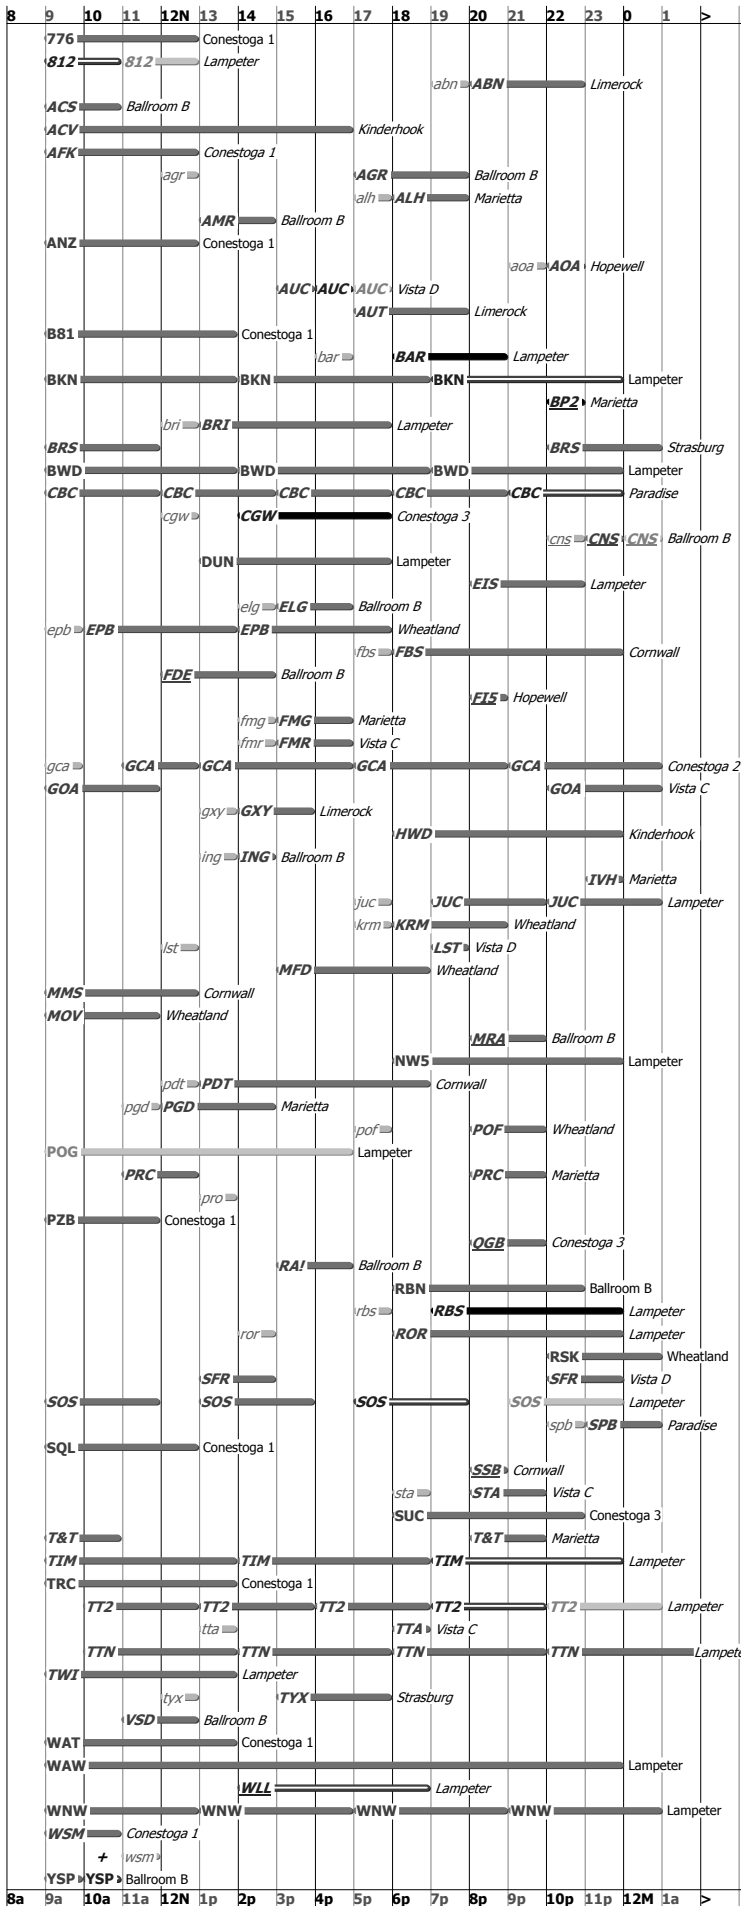 8 9 10 11 12N 13 14 15 16 17 18 19 20 21 22 23 0 1 >
776 Conestoga 1
812 812 Lampeter
abn ABN Limerock
ACS Ballroom B
ACV Kinderhook
AFK Conestoga 1
agr AGR Ballroom B
alh ALH Marietta
AMR Ballroom B
ANZ Conestoga 1
aoa AOA Hopewell
AUC AUC AUC Vista D
AUT Limerock
B81 Conestoga 1
bar BAR Lampeter
BKN BKN BKN Lampeter
BP2 Marietta
bri BRI Lampeter
BRS BRS Strasburg
BWD BWD BWD Lampeter
CBC CBC CBC CBC CBC Paradise
cgw CGW Conestoga 3
cns CNS CNS Ballroom B
DUN Lampeter
EIS Lampeter
elg ELG Ballroom B
epb EPB EPB Wheatland
fbs FBS Cornwall
FDE Ballroom B
FI5 Hopewell
fmg FMG Marietta
fmr FMR Vista C
gca GCA GCA GCA GCA Conestoga 2
GOA GOA Vista C
gxy GXY Limerock
HWD Kinderhook
ing ING Ballroom B
IVH Marietta
juc JUC JUC Lampeter
krm KRM Wheatland
lst LST Vista D
MFD Wheatland
MMS Cornwall
MOV Wheatland
MRA Ballroom B
NW5 Lampeter
pdt PDT Cornwall
pgd PGD Marietta
pof POF Wheatland
POG Lampeter
PRC PRC Marietta
pro
PZB Conestoga 1
QGB Conestoga 3
RA! Ballroom B
RBN Ballroom B
rbs RBS Lampeter
ror ROR Lampeter
RSK Wheatland
SFR SFR Vista D
SOS SOS SOS SOS Lampeter
spb SPB Paradise
SQL Conestoga 1
SSB Cornwall
sta STA Vista C
SUC Conestoga 3
T&T T&T Marietta
TIM TIM TIM Lampeter
TRC Conestoga 1
TT2 TT2 TT2 TT2 TT2 Lampeter
tta TTA Vista C
TTN TTN TTN TTN Lampete
TWI Lampeter
tyx TYX Strasburg
VSD Ballroom B
WAT Conestoga 1
WAW Lampeter
WLL Lampeter
WNW WNW WNW WNW Lampeter
WSM Conestoga 1
+ wsm
YSP YSP Ballroom B
8a 9a 10a 11a 12N 1p 2p 3p 4p 5p 6p 7p 8p 9p 10p 11p 12M 1a >